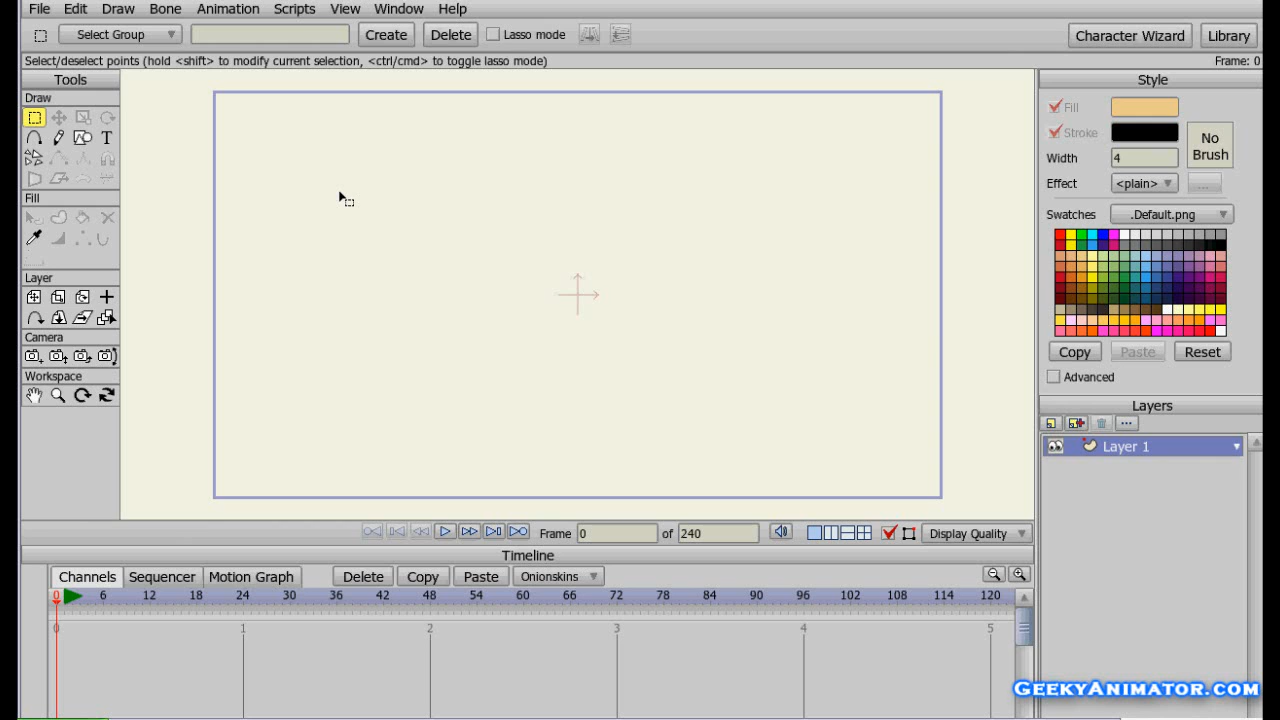 File Edit Draw Bone Animation Scripts View Window Help
Select Group Create Delete Lasso mode Character Wizard Library
Select/deselect points (hold <shift> to modify current selection, <ctrl/cmd> to toggle lasso mode) Frame: 0
Tools
Draw
T
Fill
Layer
Camera
Workspace
Style
Fill
Stroke
No Brush
Width 4
Effect <plain> ...
Swatches .Default.png
Copy Paste Reset
Advanced
Layers
Layer 1
Frame 0 of 240 Display Quality
Timeline
Channels Sequencer Motion Graph Delete Copy Paste Onionskins
0 6 12 18 24 30 36 42 48 54 60 66 72 78 84 90 96 102 108 114 120
0 1 2 3 4 5
GeekyAnimator.com